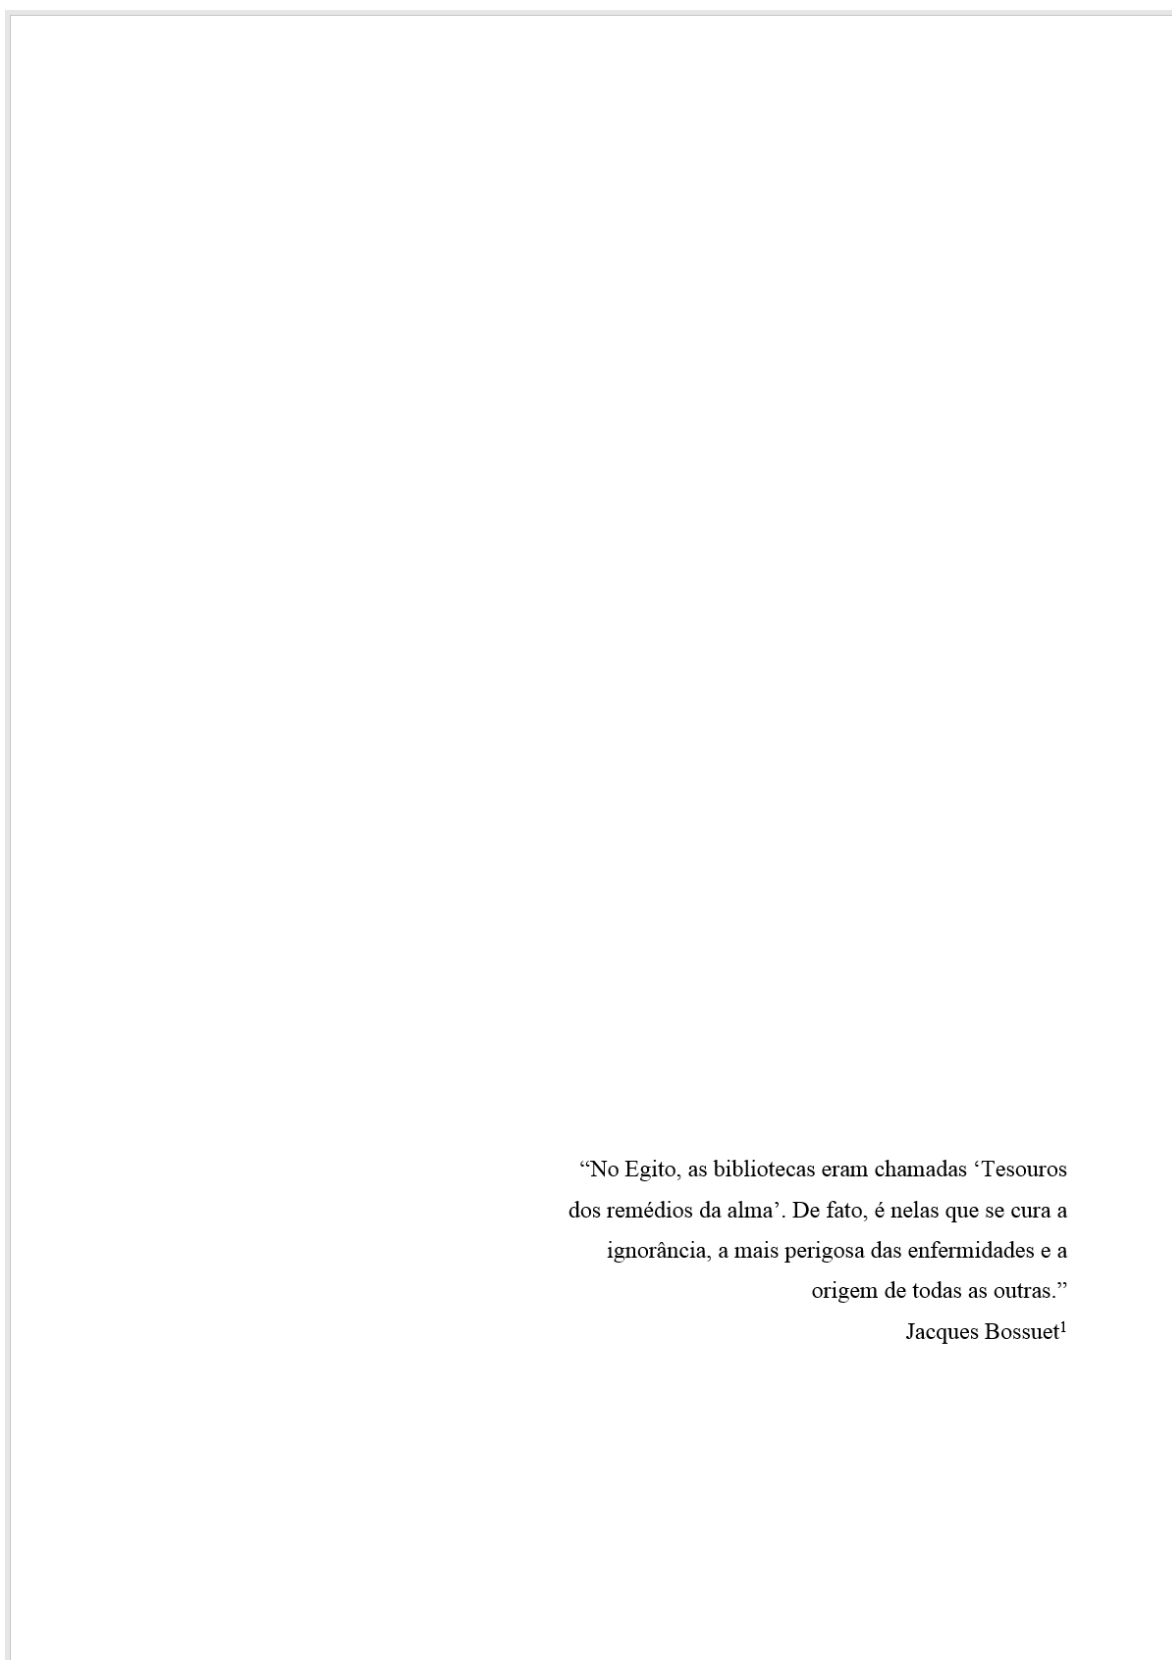 “No Egito, as bibliotecas eram chamadas ‘Tesouros
dos remédios da alma’. De fato, é nelas que se cura a
ignorância, a mais perigosa das enfermidades e a
origem de todas as outras.”
Jacques Bossuet¹